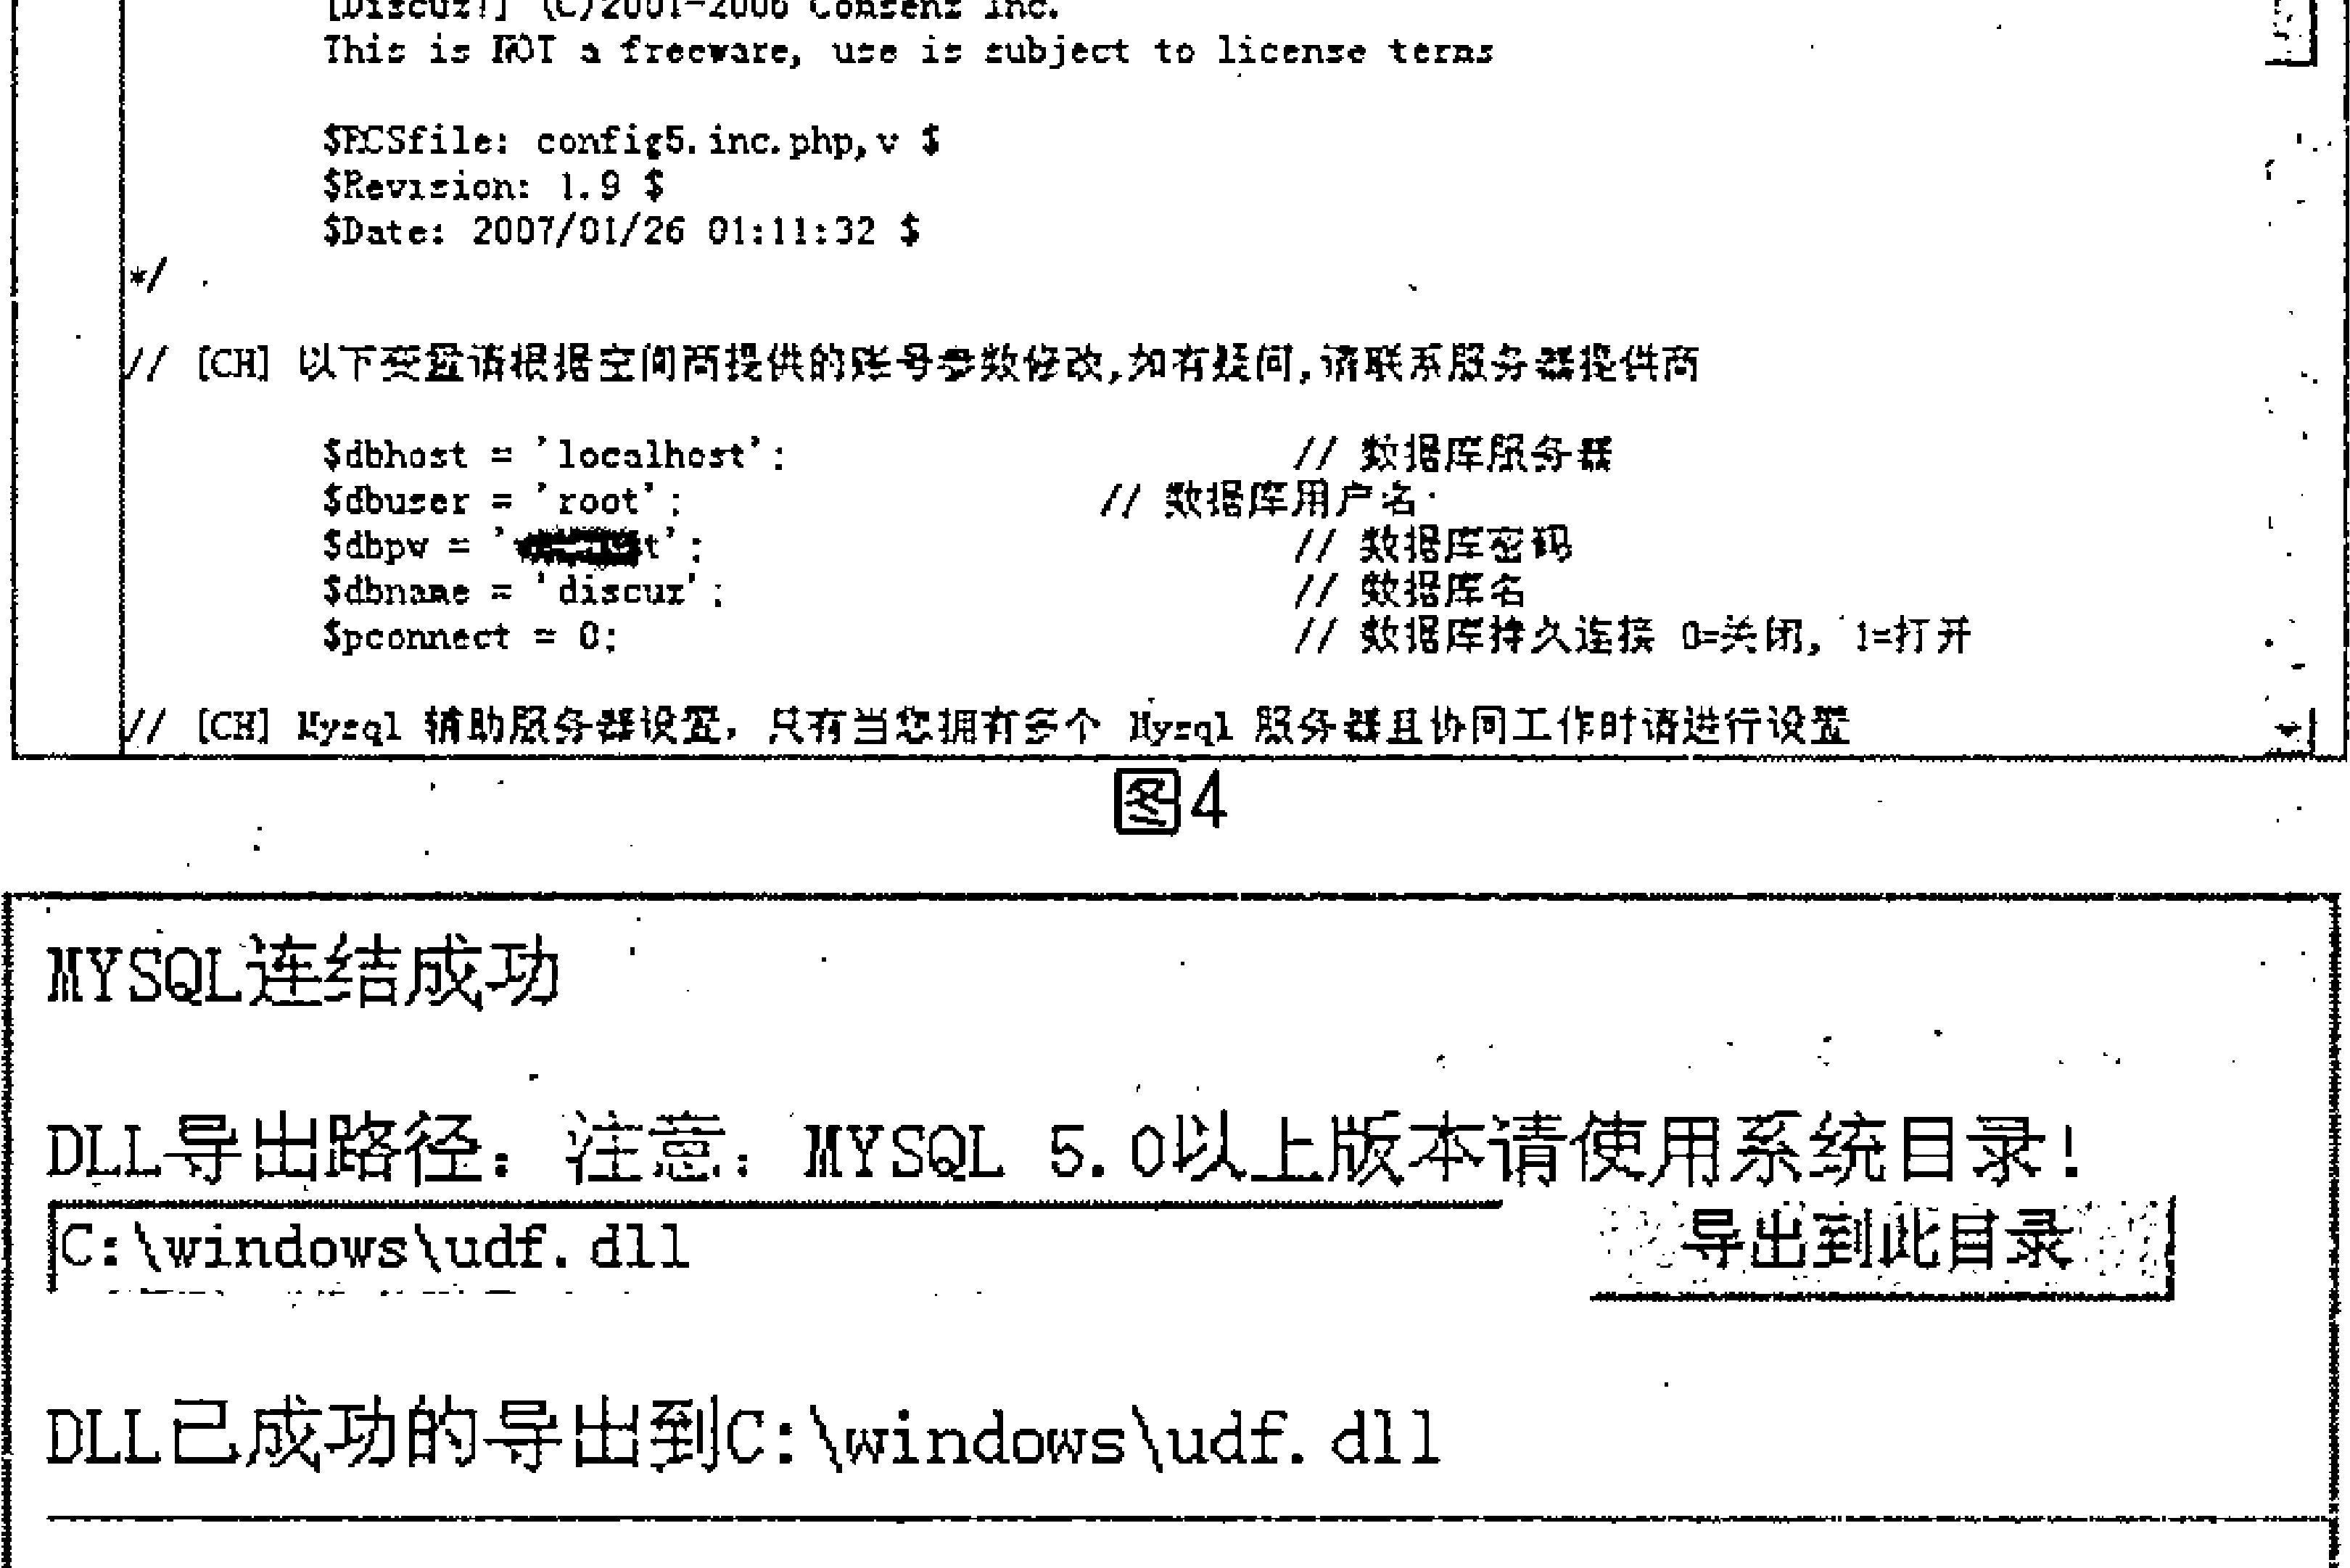 [Discuz!] (C)2001-2006 Comsenz Inc.
This is NOT a freeware, use is subject to license terms
$RCSfile: config5.inc.php,v $
$Revision: 1.9 $
$Date: 2007/01/26 01:11:32 $
*/
// [CH] 以下变量请根据空间商提供的账号参数修改,如有疑问,请联系服务器提供商
$dbhost = 'localhost'; // 数据库服务器
$dbuser = 'root'; // 数据库用户名
$dbpw = ' t'; // 数据库密码
$dbname = 'discuz'; // 数据库名
$pconnect = 0; // 数据库持久连接 0=关闭, 1=打开
// [CH] Mysql 辅助服务器设置, 只有当您拥有多个 Mysql 服务器且协同工作时请进行设置
图4
MYSQL连结成功
DLL导出路径: 注意: MYSQL 5.0以上版本请使用系统目录!
C:\windows\udf.dll 导出到此目录
DLL已成功的导出到C:\windows\udf.dll